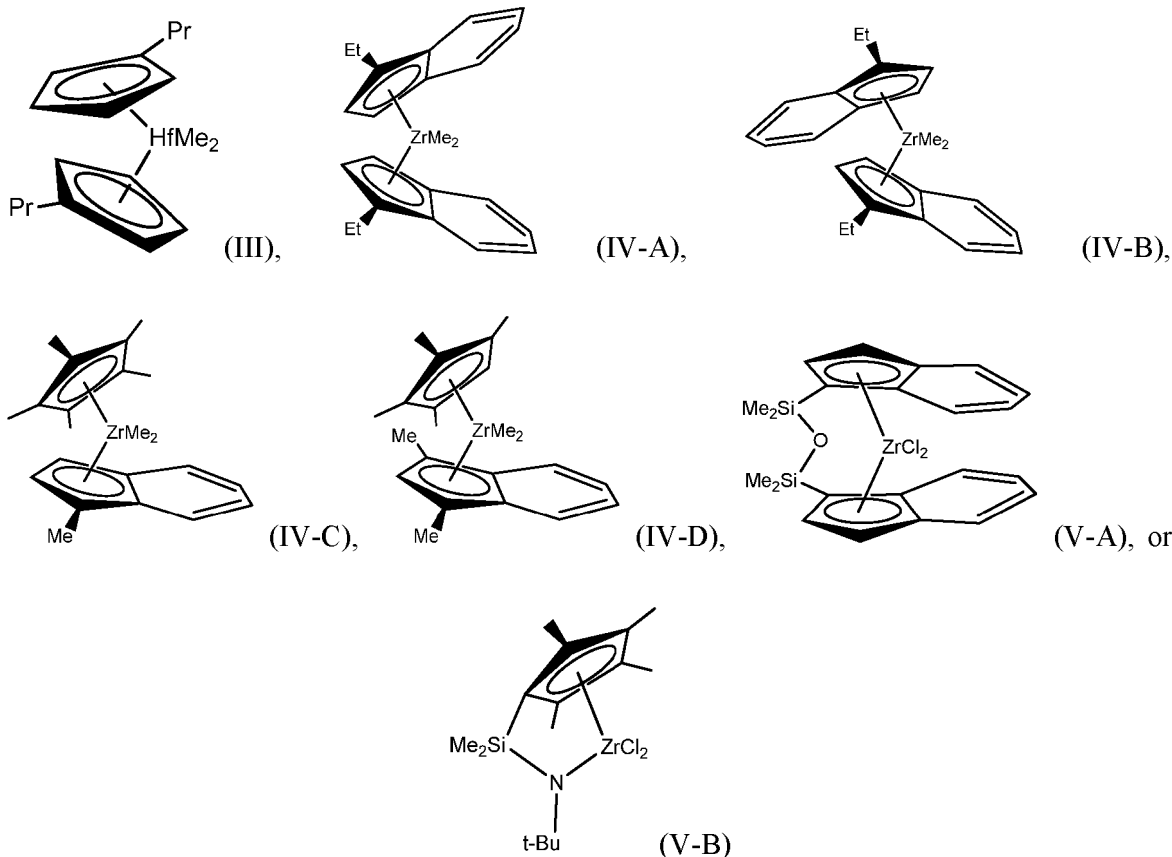 Pr
HfMe2
Pr
(III),
Et
ZrMe2
Et
(IV-A),
Et
ZrMe2
Et
(IV-B),
ZrMe2
Me
(IV-C),
Me
ZrMe2
Me
(IV-D),
Me2Si
O
ZrCl2
Me2Si
(V-A), or
Me2Si
ZrCl2
N
t-Bu
(V-B)